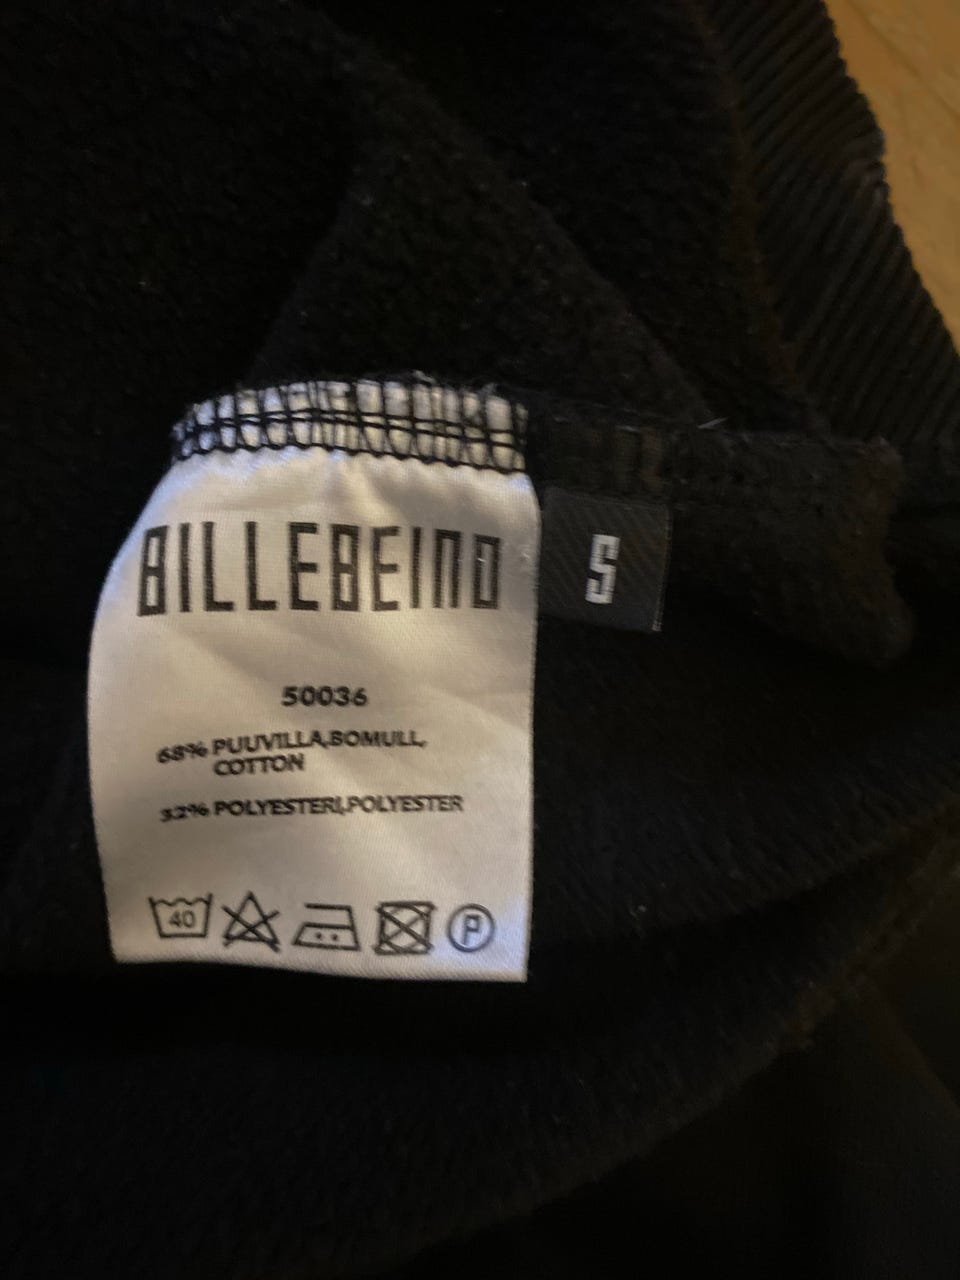 BILLEBEINO
S
50036
68% PUUVILLA,BOMULL,
COTTON
32% POLYESTERI,POLYESTER
40
P